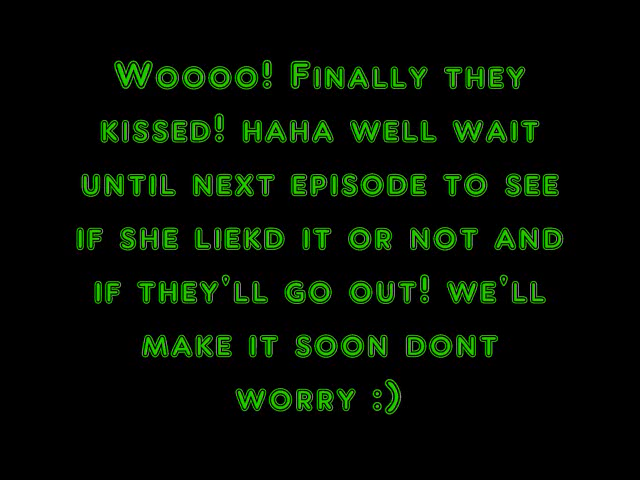 Woooo! Finally they
kissed! haha well wait
until next episode to see
if she liekd it or not and
if they'll go out! we'll
make it soon dont
worry :)